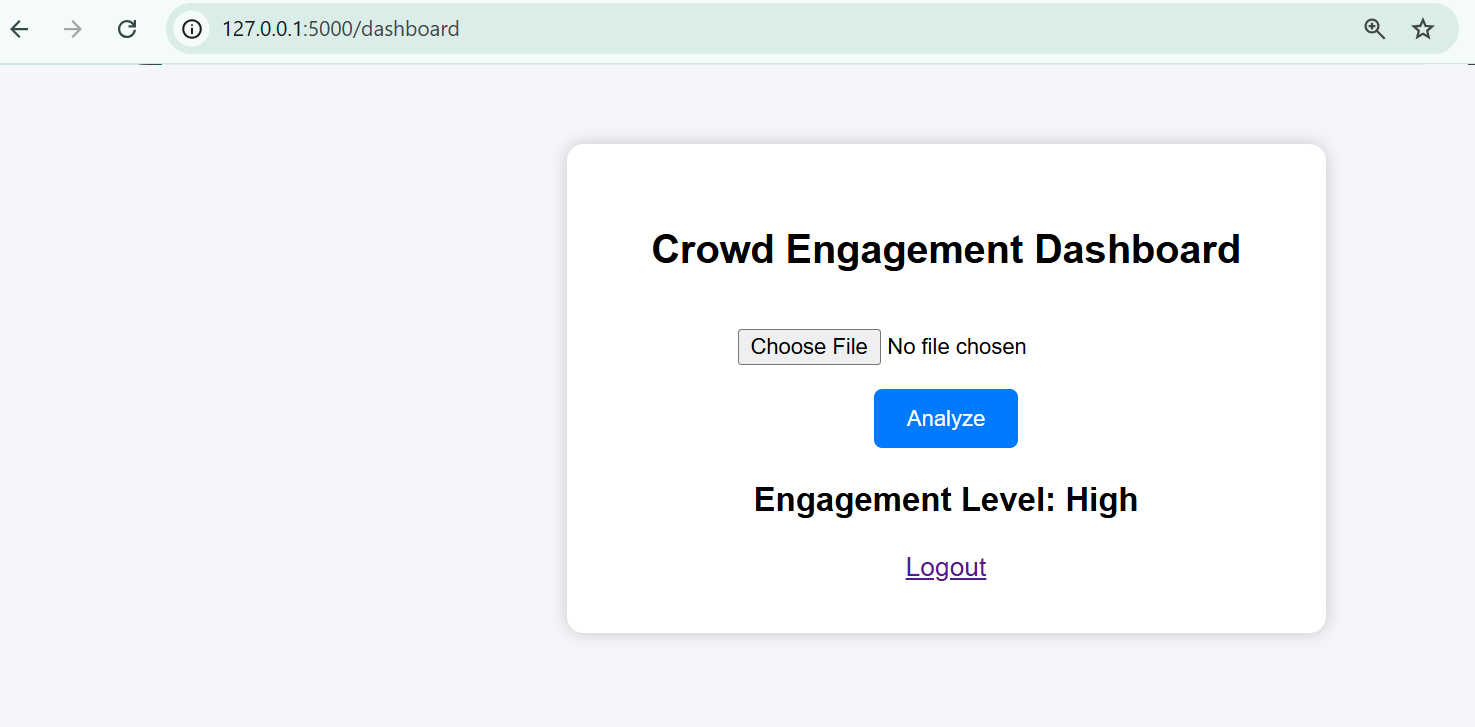 127.0.0.1:5000/dashboard
Crowd Engagement Dashboard
Choose File No file chosen
Analyze
Engagement Level: High
Logout